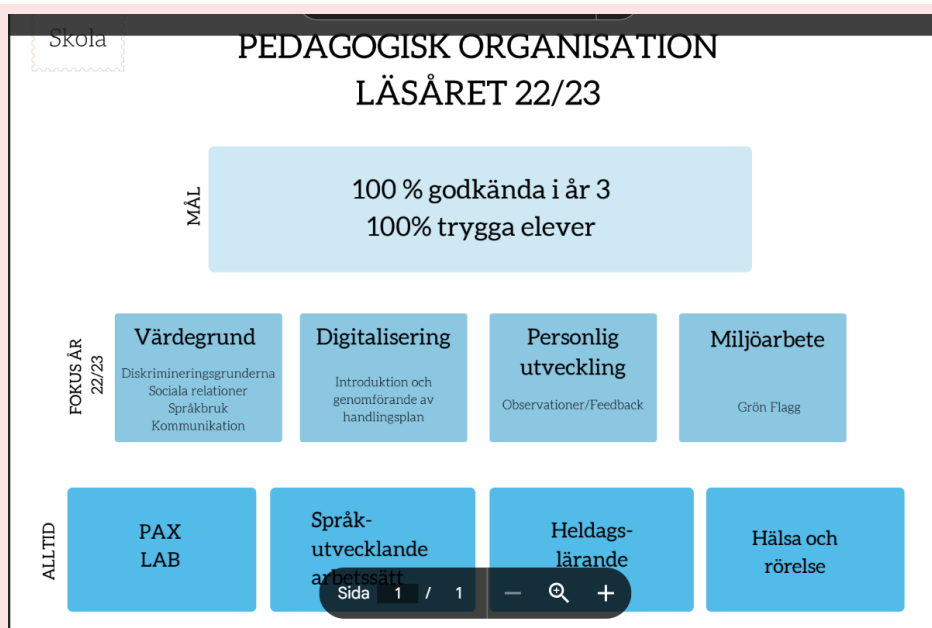 Skola
PEDAGOGISK ORGANISATION
LÄSÅRET 22/23
MÅL
100 % godkända i år 3
100% trygga elever
FOKUS ÅR
22/23
Värdegrund
Diskrimineringsgrunderna
Sociala relationer
Språkbruk
Kommunikation
Digitalisering
Introduktion och
genomförande av
handlingsplan
Personlig
utveckling
Observationer/Feedback
Miljöarbete
Grön Flagg
ALLTID
PAX
LAB
Språk-
utvecklande
arbetssätt
Heldags-
lärande
Hälsa och
rörelse
Sida 1 / 1